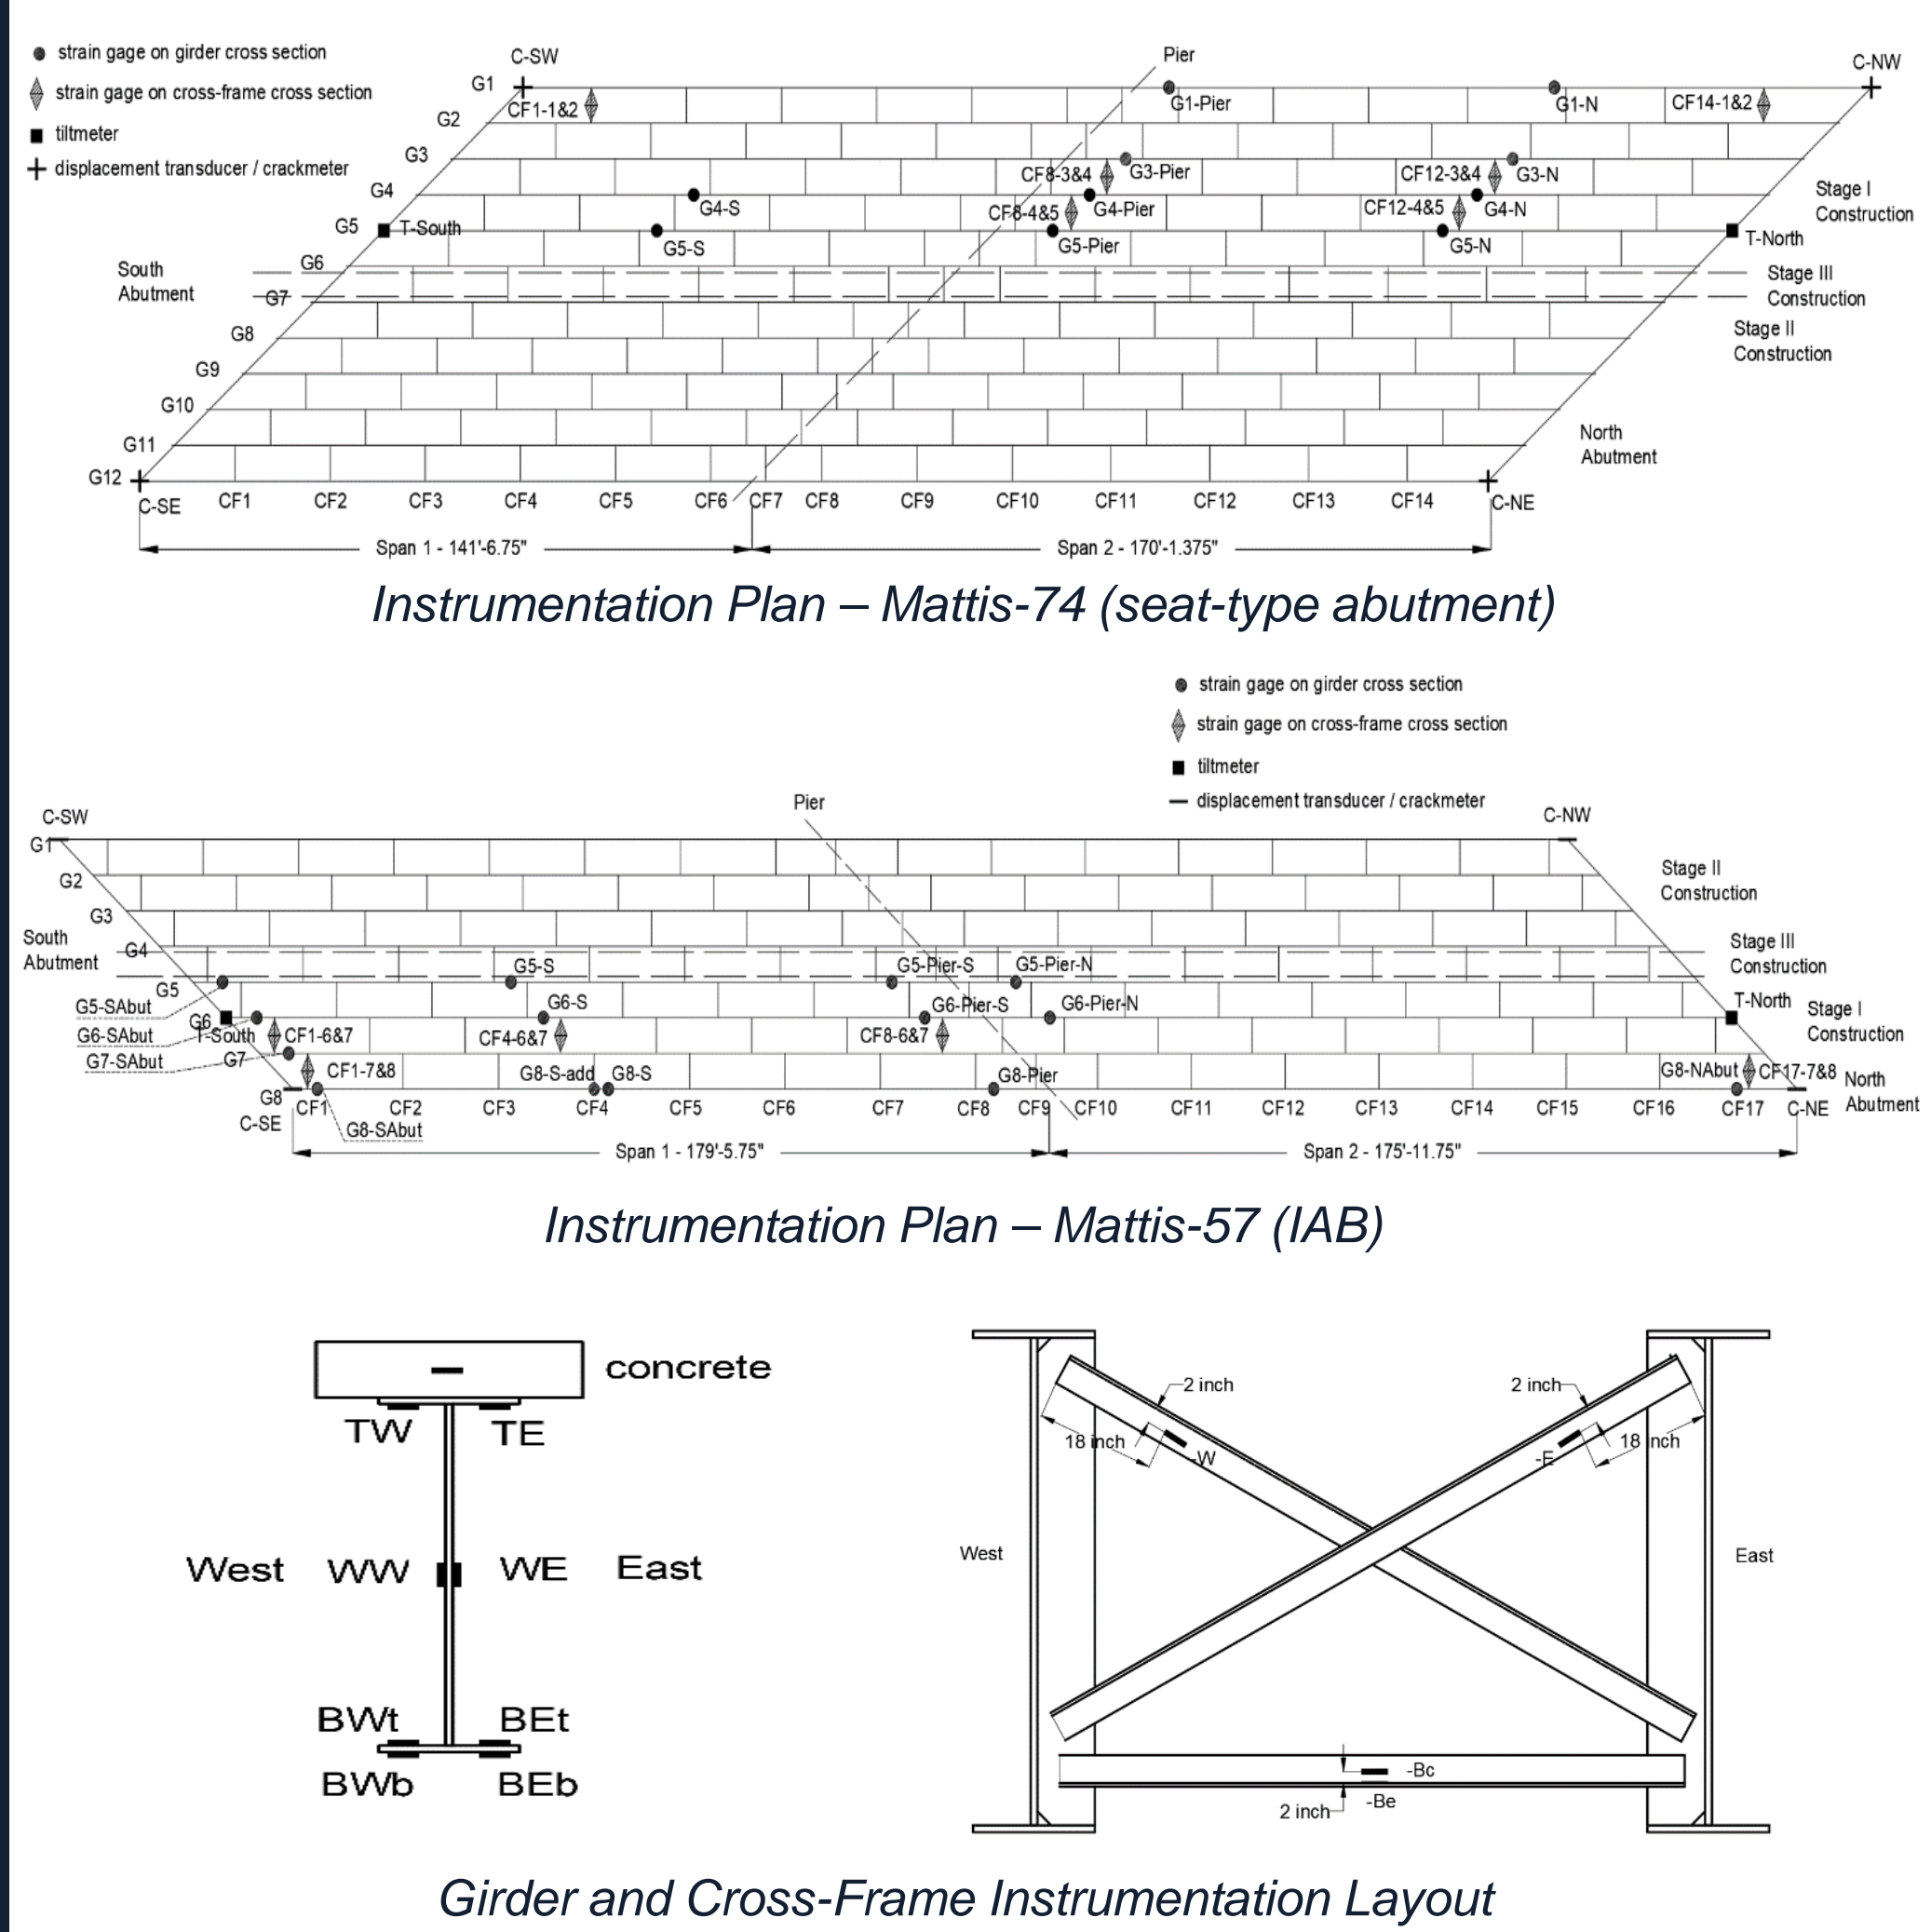 strain gage on girder cross section
strain gage on cross-frame cross section
tiltmeter
displacement transducer / crackmeter
C-SW
Pier
C-NW
G1
CF1-1&2
G1-Pier
G1-N
CF14-1&2
G2
G3
CF8-3&4
G3-Pier
CF12-3&4
G3-N
G4
G4-S
CF8-4&5
G4-Pier
CF12-4&5
G4-N
Stage I
Construction
G5
T-South
G5-S
G5-Pier
G5-N
T-North
South
Abutment
G6
G7
Stage III
Construction
G8
Stage II
Construction
G9
G10
G11
North
Abutment
G12
C-SE
CF1
CF2
CF3
CF4
CF5
CF6
CF7
CF8
CF9
CF10
CF11
CF12
CF13
CF14
C-NE
Span 1 - 141'-6.75"
Span 2 - 170'-1.375"
Instrumentation Plan – Mattis-74 (seat-type abutment)
strain gage on girder cross section
strain gage on cross-frame cross section
tiltmeter
displacement transducer / crackmeter
C-SW
Pier
C-NW
G1
G2
Stage II
Construction
G3
South
Abutment
G4
Stage III
Construction
G5-S
G5-Pier-S
G5-Pier-N
G5
G5-SAbut
G6-S
G6-Pier-S
G6-Pier-N
T-North
Stage I
Construction
G6
T-South
G6-SAbut
CF1-6&7
CF4-6&7
CF8-6&7
G7-SAbut
G7
CF1-7&8
G8-S-add
G8-S
G8-Pier
G8-NAbut
CF17-7&8
North
Abutment
G8
C-SE
CF1
CF2
CF3
CF4
CF5
CF6
CF7
CF8
CF9
CF10
CF11
CF12
CF13
CF14
CF15
CF16
CF17
C-NE
G8-SAbut
Span 1 - 179'-5.75"
Span 2 - 175'-11.75"
Instrumentation Plan – Mattis-57 (IAB)
concrete
TW
TE
West
WW
WE
East
BWt
BEt
BWb
BEb
2 inch
2 inch
18 inch
-W
-E
18 inch
West
East
-Bc
2 inch
-Be
Girder and Cross-Frame Instrumentation Layout